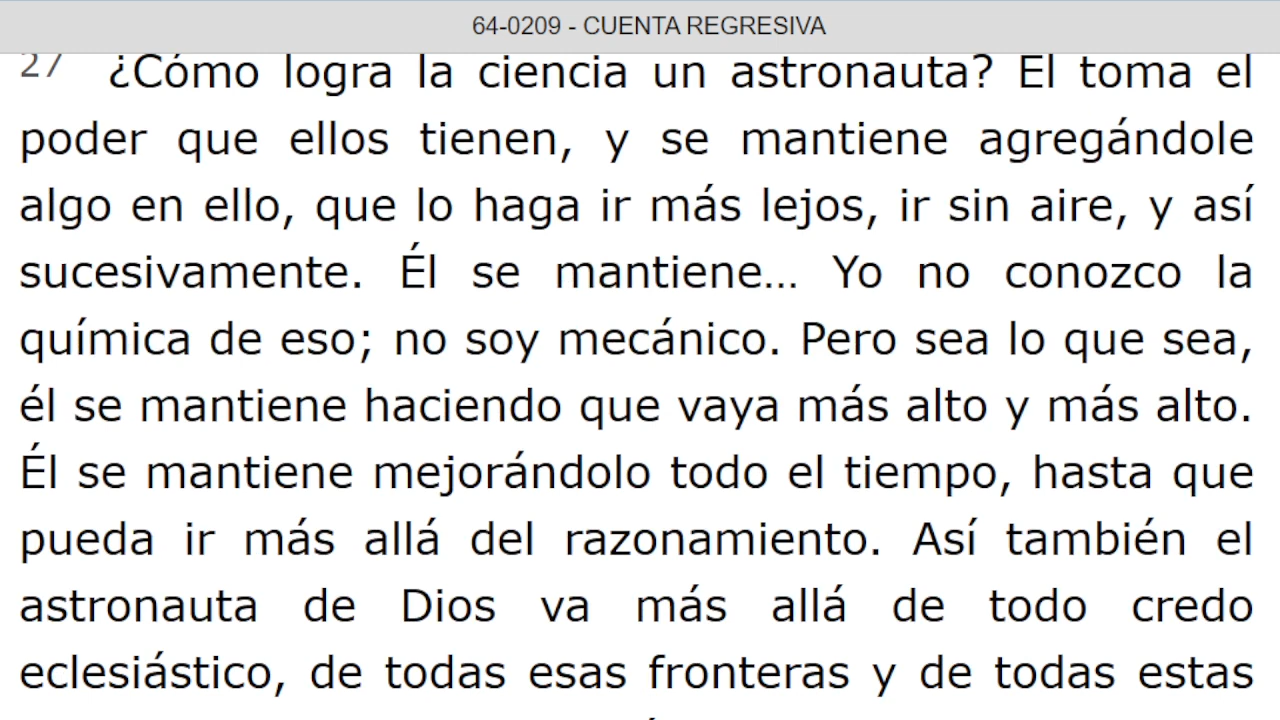 64-0209 - CUENTA REGRESIVA
27 ¿Cómo logra la ciencia un astronauta? Él toma el
poder que ellos tienen, y se mantiene agregándole
algo en ello, que lo haga ir más lejos, ir sin aire, y así
sucesivamente. Él se mantiene… Yo no conozco la
química de eso; no soy mecánico. Pero sea lo que sea,
él se mantiene haciendo que vaya más alto y más alto.
Él se mantiene mejorándolo todo el tiempo, hasta que
pueda ir más allá del razonamiento. Así también el
astronauta de Dios va más allá de todo credo
eclesiástico, de todas esas fronteras y de todas estas